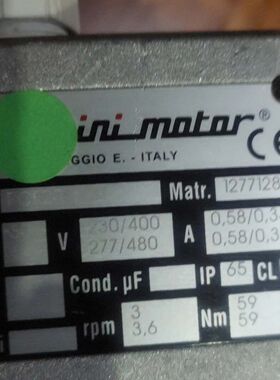 ini motor®
GGIO E. - ITALY
CE
Matr. 1277128
V 230/400 A 0,58/0,3
277/480 0,58/0,3
Cond. µF IP 65 CL
i rpm 3 Nm 59
3,6 59